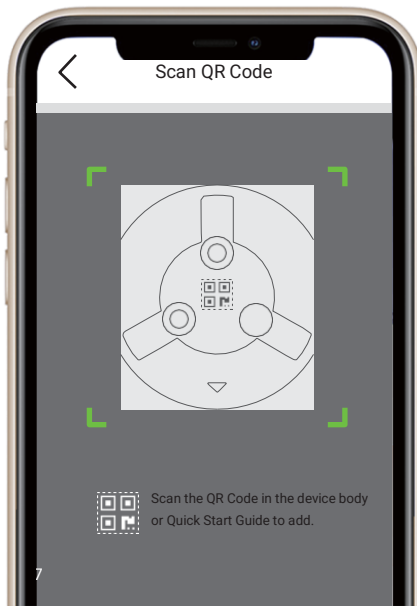 Scan QR Code
Scan the QR Code in the device body
or Quick Start Guide to add.
7